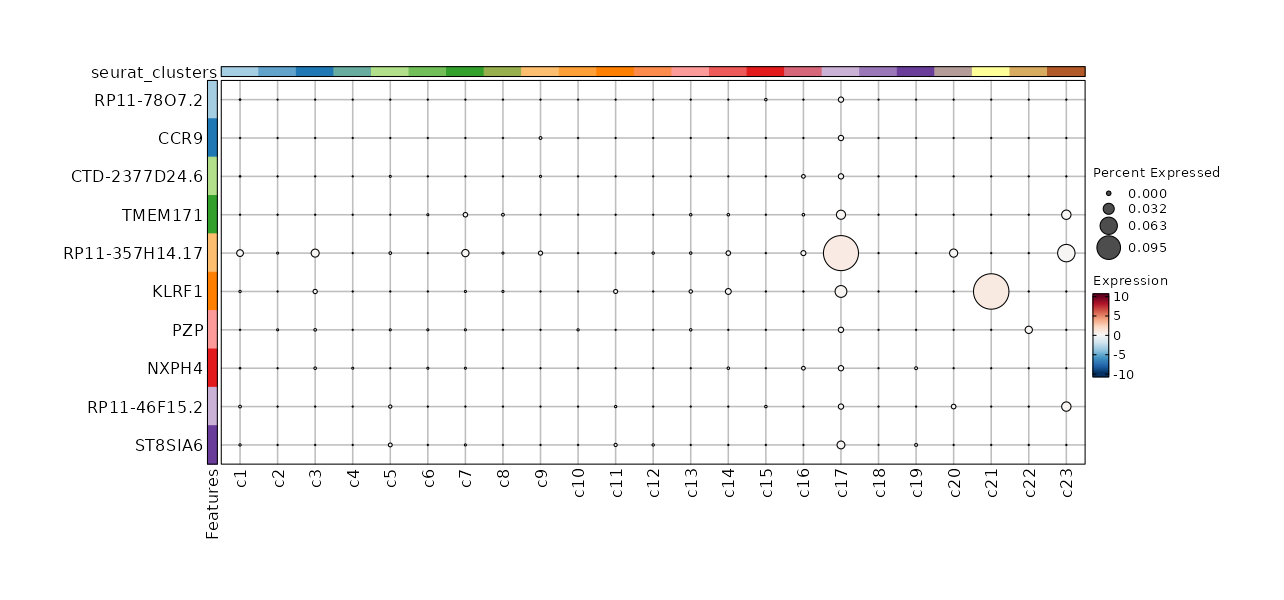 seurat_clusters
RP11-78O7.2
CCR9
CTD-2377D24.6
TMEM171
RP11-357H14.17
KLRF1
PZP
NXPH4
RP11-46F15.2
ST8SIA6
Features
c1
c2
c3
c4
c5
c6
c7
c8
c9
c10
c11
c12
c13
c14
c15
c16
c17
c18
c19
c20
c21
c22
c23
Percent Expressed
0.000
0.032
0.063
0.095
Expression
10
5
0
-5
-10